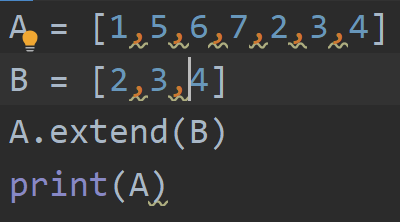 A = [1,5,6,7,2,3,4]
B = [2,3,4]
A.extend(B)
print(A)